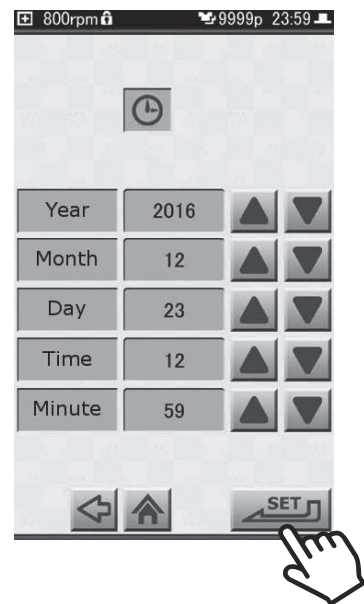 800rpm 9999p 23:59
Year 2016
Month 12
Day 23
Time 12
Minute 59
SET